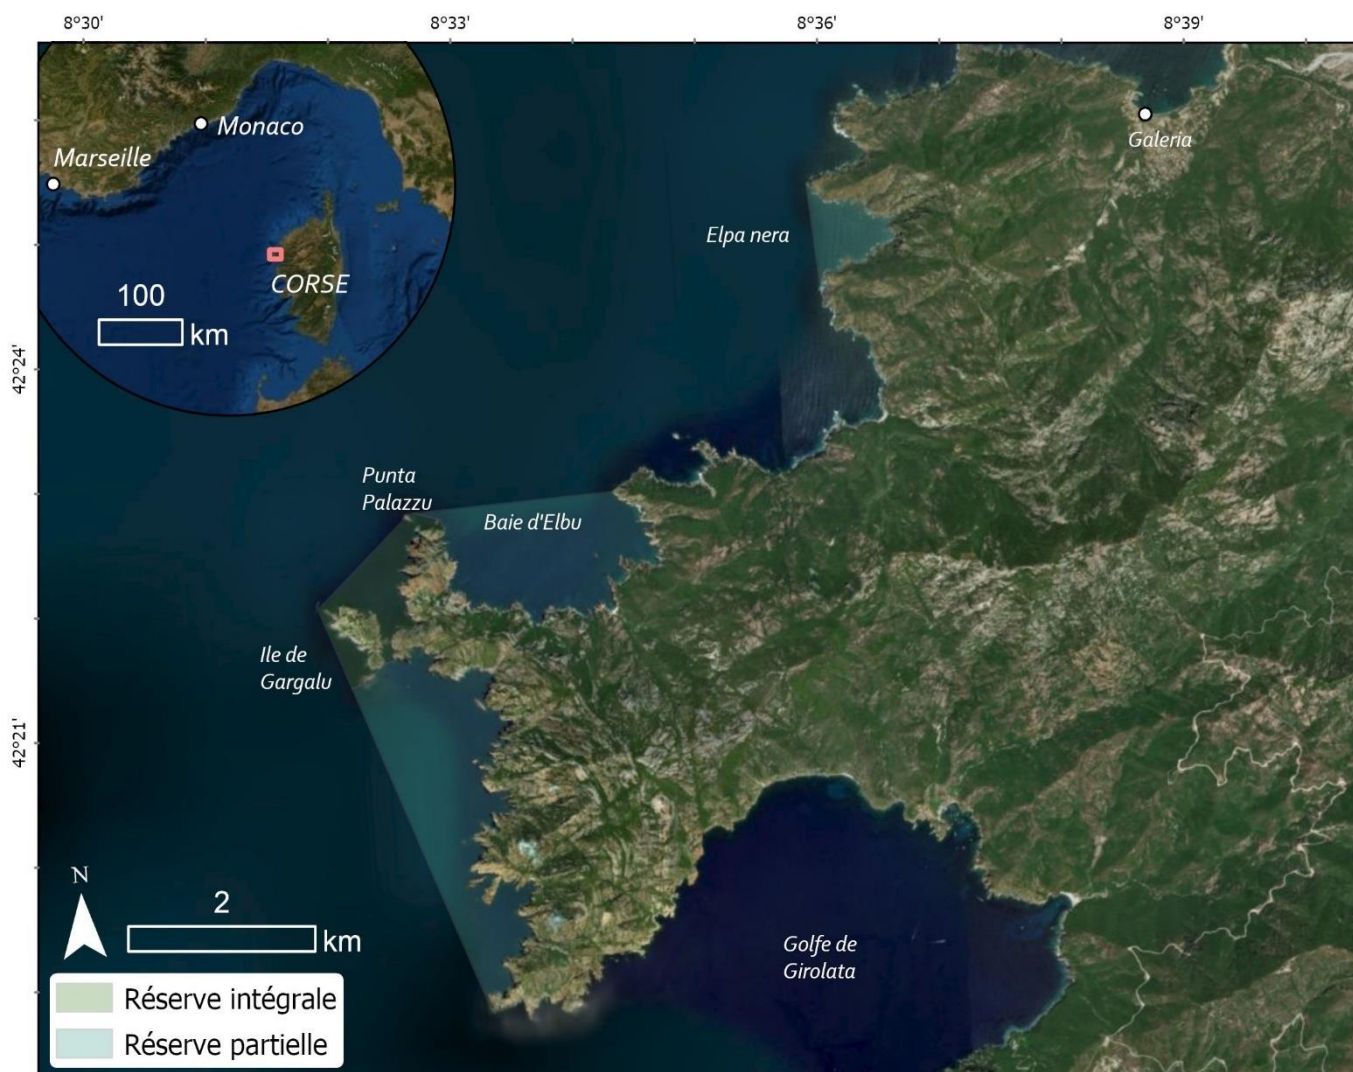 8°30'
8°33'
8°36'
8°39'
Monaco
Marseille
CORSE
100
km
Galeria
Elpa nera
42°24'
Punta
Palazzu
Baie d'Elbu
Ile de
Gargalu
42°21'
N
2
km
Golfe de
Girolata
Réserve intégrale
Réserve partielle